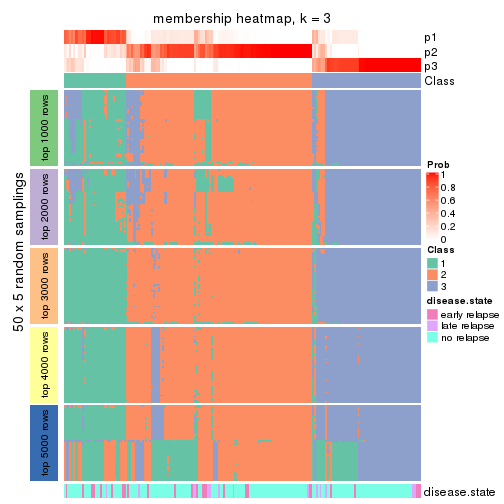 membership heatmap, k = 3
p1
p2
p3
Class
50 x 5 random samplings
top 1000 rows
top 2000 rows
top 3000 rows
top 4000 rows
top 5000 rows
Prob
1
0.8
0.6
0.4
0.2
0
Class
1
2
3
disease.state
early relapse
late relapse
no relapse
disease.state